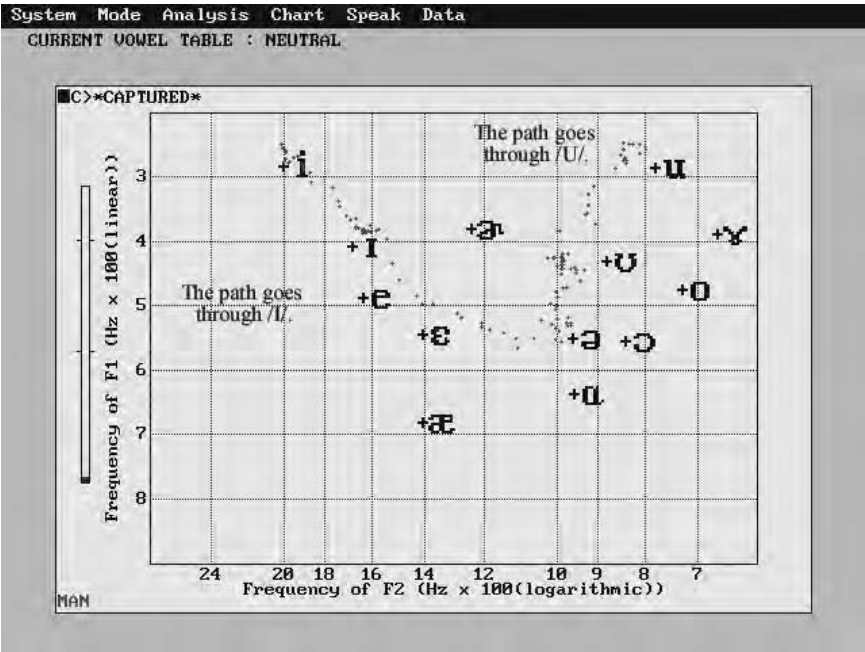 System Mode Analysis Chart Speak Data
CURRENT VOWEL TABLE : NEUTRAL
C>*CAPTURED*
The path goes
through /U/.
i
u
3
ɚ
ɤ
4
ɪ
ʊ
The path goes
through /I/.
e
o
5
ɛ
ɘ
ɔ
6
ɑ
æ
7
8
Frequency of F1 (Hz x 100(linear))
24 20 18 16 14 12 10 9 8 7
Frequency of F2 (Hz x 100(logarithmic))
MAN